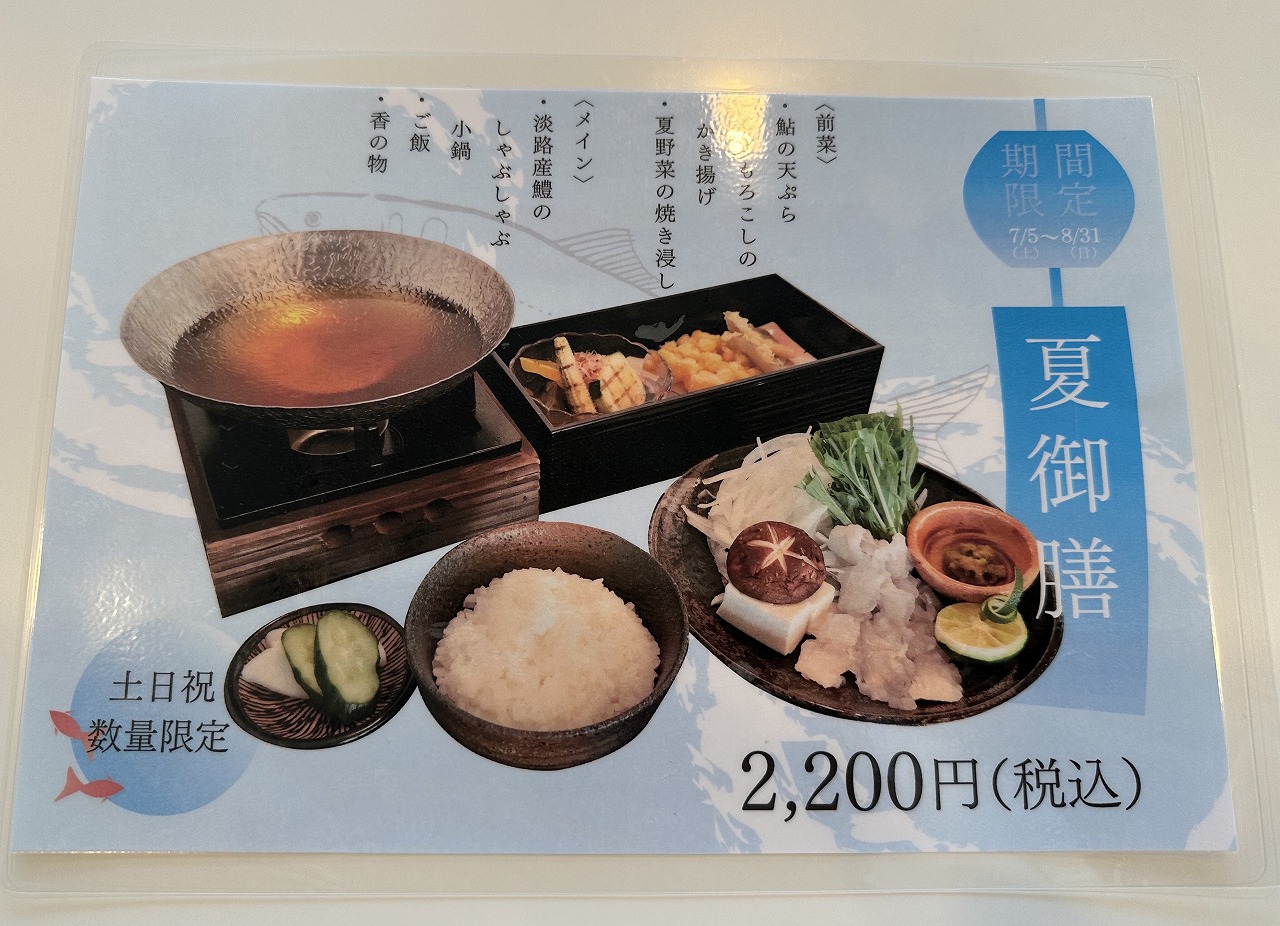 期間
限定
7/5～8/31
(土) (日)
夏御膳
〈前菜〉
・鮎の天ぷら
もろこしの
かき揚げ
・夏野菜の焼き浸し
〈メイン〉
・淡路産鱧の
しゃぶしゃぶ
小鍋
・ご飯
・香の物
土日祝
数量限定
2,200円(税込)